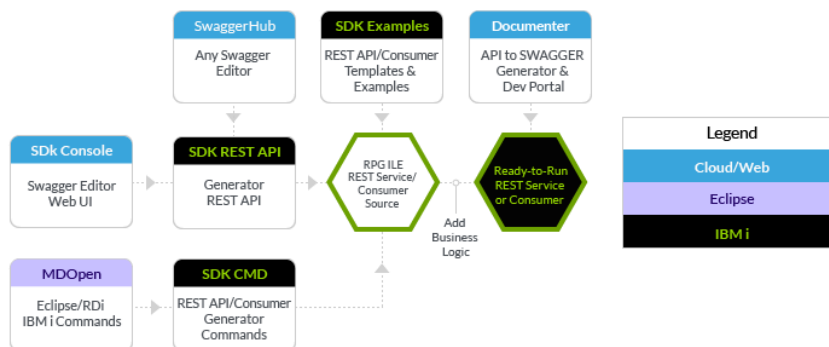 SwaggerHub
Any Swagger
Editor
SDK Examples
REST API/Consumer
Templates &
Examples
Documenter
API to SWAGGER
Generator &
Dev Portal
SDk Console
Swagger Editor
Web UI
SDK REST API
Generator
REST API
RPG ILE
REST Service/
Consumer
Source
Add
Business
Logic
Ready-to-Run
REST Service
or Consumer
MDOpen
Eclipse/RDi
IBM i Commands
SDK CMD
REST API/Consumer
Generator
Commands
Legend
Cloud/Web
Eclipse
IBM i